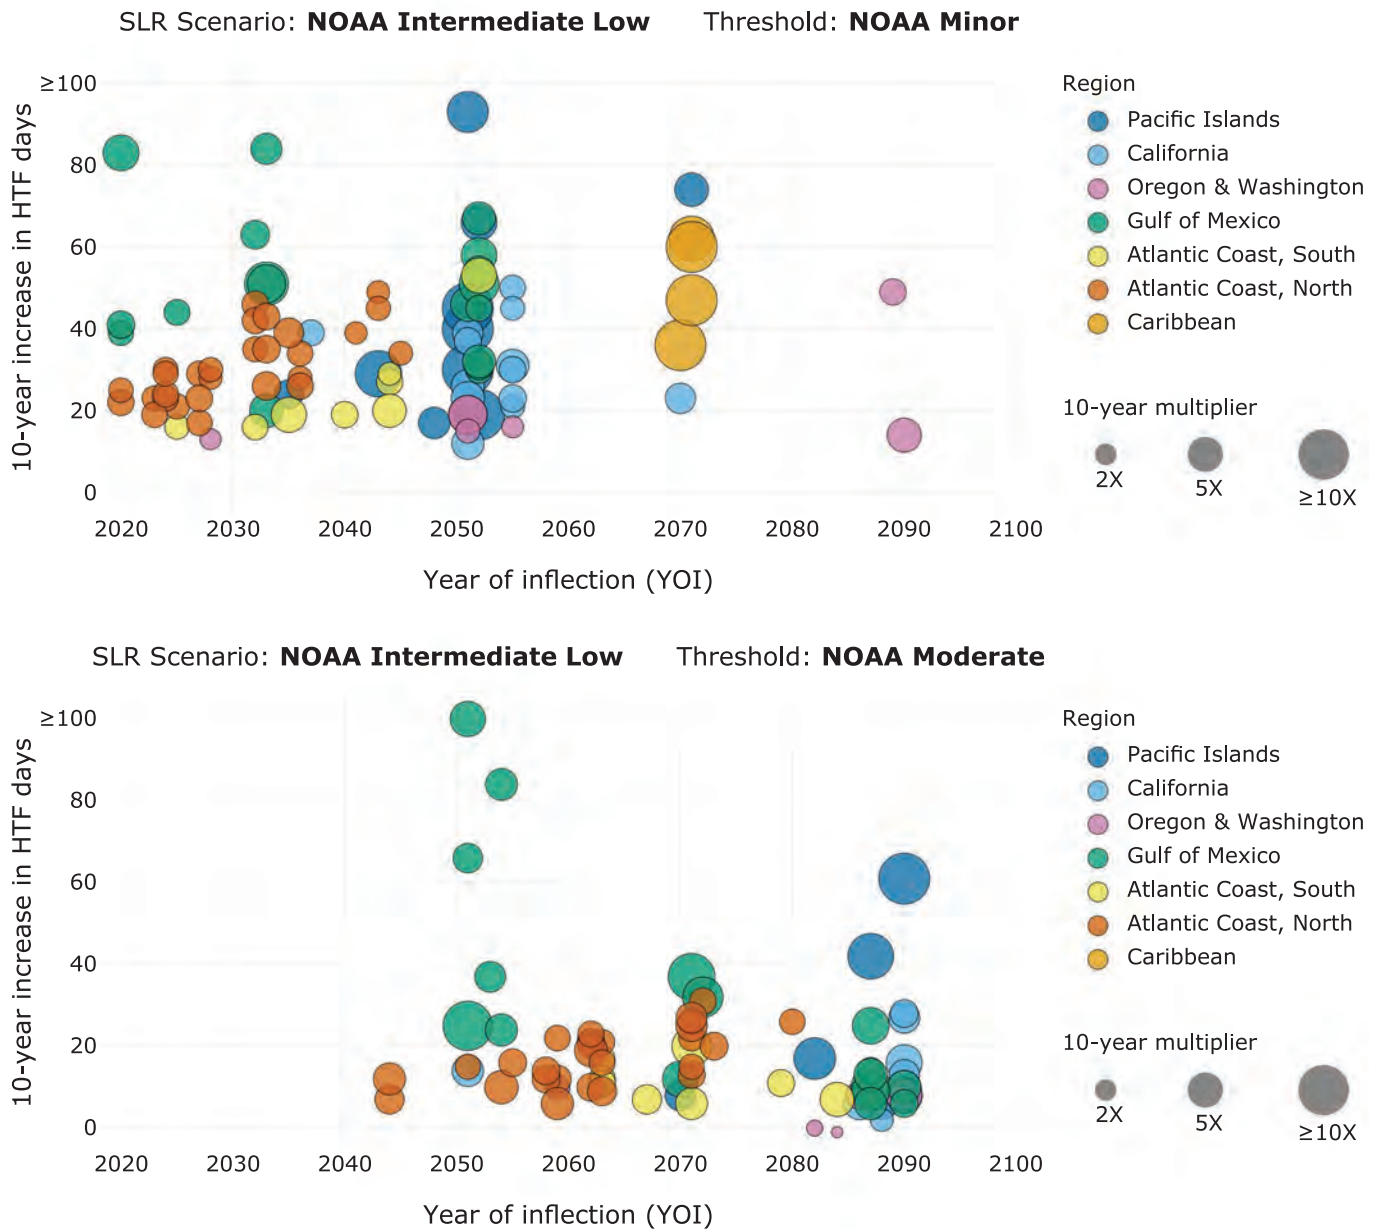 SLR Scenario: NOAA Intermediate Low Threshold: NOAA Minor
10-year increase in HTF days
≥100
80
60
40
20
0
2020 2030 2040 2050 2060 2070 2080 2090 2100
Year of inflection (YOI)
Region
Pacific Islands
California
Oregon & Washington
Gulf of Mexico
Atlantic Coast, South
Atlantic Coast, North
Caribbean
10-year multiplier
2X 5X ≥10X
SLR Scenario: NOAA Intermediate Low Threshold: NOAA Moderate
10-year increase in HTF days
≥100
80
60
40
20
0
2020 2030 2040 2050 2060 2070 2080 2090 2100
Year of inflection (YOI)
Region
Pacific Islands
California
Oregon & Washington
Gulf of Mexico
Atlantic Coast, South
Atlantic Coast, North
Caribbean
10-year multiplier
2X 5X ≥10X